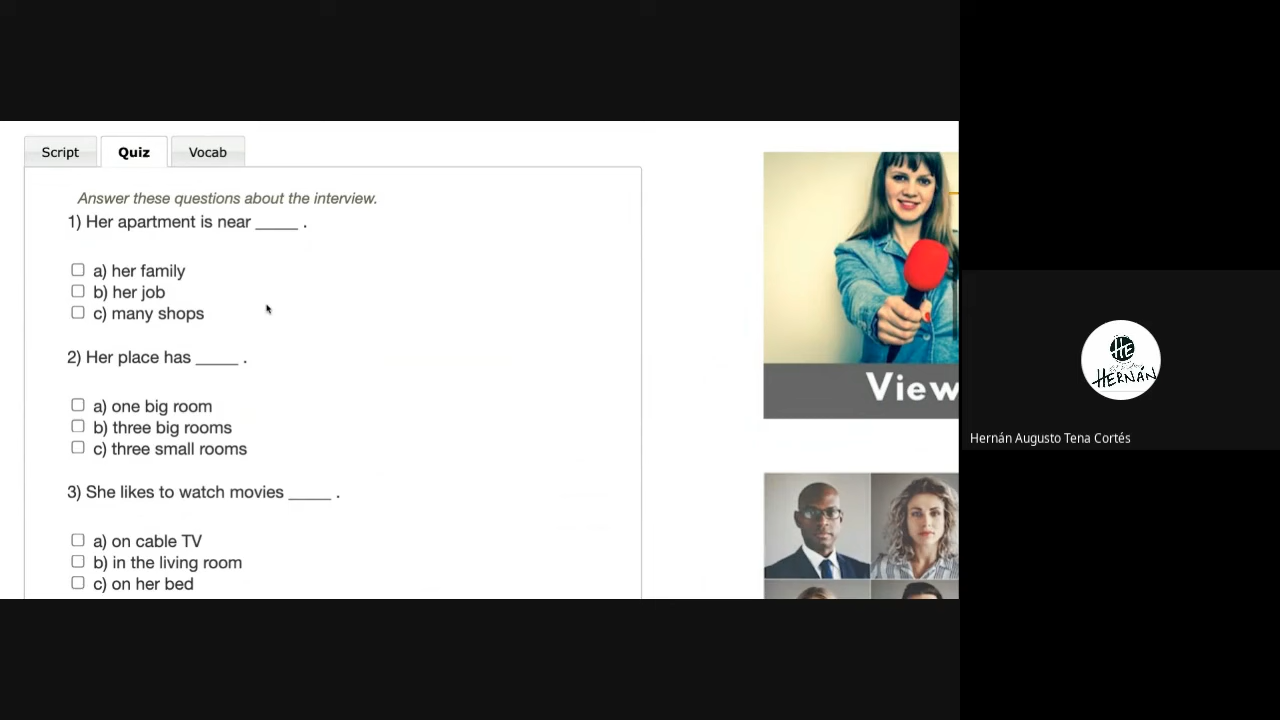 Script
Quiz
Vocab
Answer these questions about the interview.
1) Her apartment is near _____ .
a) her family
b) her job
c) many shops
2) Her place has _____ .
a) one big room
b) three big rooms
c) three small rooms
3) She likes to watch movies _____ .
a) on cable TV
b) in the living room
c) on her bed
View
HE
HERNÁN
Hernán Augusto Tena Cortés